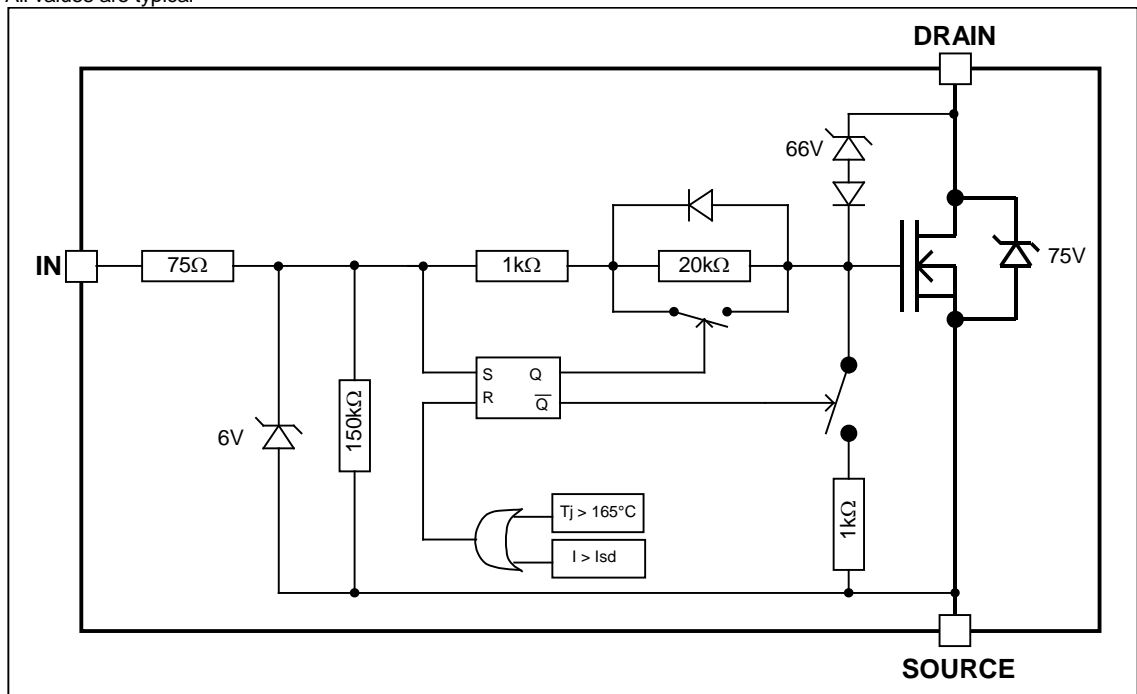 All values are typical
DRAIN
66V
75V
IN
75Ω
1kΩ
20kΩ
S Q
R Q̅
6V
150kΩ
Tj > 165°C
I > Isd
1kΩ
SOURCE